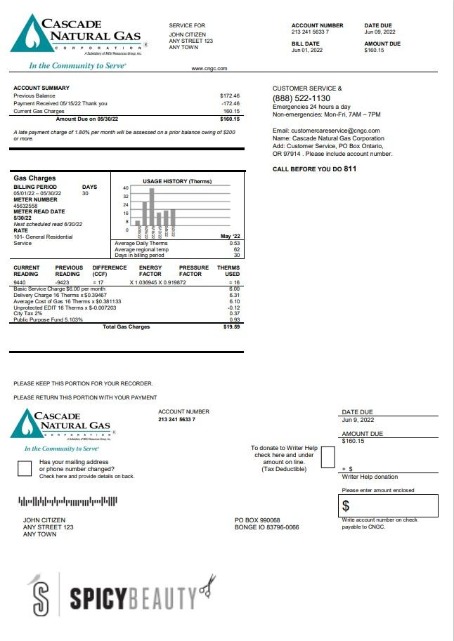 CASCADE
NATURAL GAS
CORPORATION
A Subsidiary of MDU Resources Group, Inc.
In the Community to Serve®
SERVICE FOR
JOHN CITIZEN
ANY STREET 123
ANY TOWN
www.cngc.com
ACCOUNT NUMBER
213 241 5633 7
BILL DATE
Jun 01, 2022
DATE DUE
Jun 09, 2022
AMOUNT DUE
$160.15
ACCOUNT SUMMARY
Previous Balance $172.46
Payment Received 05/15/22 Thank you -172.46
Current Gas Charges 160.15
Amount Due on 05/30/22 $160.15
A late payment charge of 1.80% per month will be assessed on a prior balance owing of $200
or more.
CUSTOMER SERVICE &
(888) 522-1130
Emergencies 24 hours a day
Non-emergencies: Mon-Fri, 7AM – 7PM
Email: customercareservice@cngc.com
Name: Cascade Natural Gas Corporation
Add: Customer Service, PO Box Ontario,
OR 97914 . Please include account number.
CALL BEFORE YOU DO 811
Gas Charges
BILLING PERIOD DAYS
05/01/22 – 05/30/22 30
METER NUMBER
45632558
METER READ DATE
5/30/22
Next scheduled read 6/30/22
RATE
101- General Residential
Service
USAGE HISTORY (Therms)
40
32
24
16
8
0
May '22
Average Daily Therms 0.53
Average regional temp 62
Days in billing period 30
CURRENT READING PREVIOUS READING DIFFERENCE (CCF) ENERGY FACTOR PRESSURE FACTOR THERMS USED
9440 -9423 = 17 X 1.036945 X 0.919872 = 16
Basic Service Charge $6.00 per month 6.00
Delivery Charge 16 Therms x $0.39467 6.31
Average Cost of Gas 16 Therms x $0.381133 6.10
Unprotected EDIT 16 Therms x $-0.007203 -0.12
City Tax 2% 0.37
Public Purpose Fund 5.103% 0.93
Total Gas Charges $19.59
PLEASE KEEP THIS PORTION FOR YOUR RECORDER.
PLEASE RETURN THIS PORTION WITH YOUR PAYMENT
CASCADE
NATURAL GAS
CORPORATION
A Subsidiary of MDU Resources Group, Inc.
In the Community to Serve®
ACCOUNT NUMBER
213 241 5633 7
DATE DUE
Jun 9, 2022
AMOUNT DUE
$160.15
Has your mailing address
or phone number changed?
Check here and provide details on back.
To donate to Writer Help
check here and under
amount on line.
(Tax Deductible)
+ $
Writer Help donation
Please enter amount enclosed
$
Write account number on check
payable to CNGC.
JOHN CITIZEN
ANY STREET 123
ANY TOWN
PO BOX 990068
BONGE IO 83795-0066
S SPICYBEAUTY